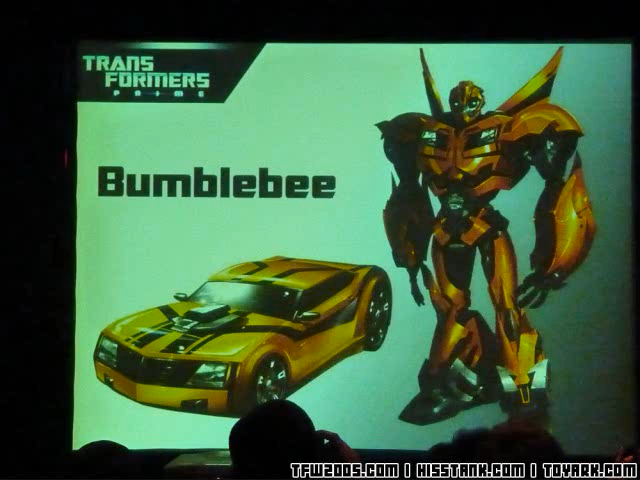 TRANS
FORMERS
PRIME
Bumblebee
TFW2005.COM | HISSTANK.COM | TOYARK.COM